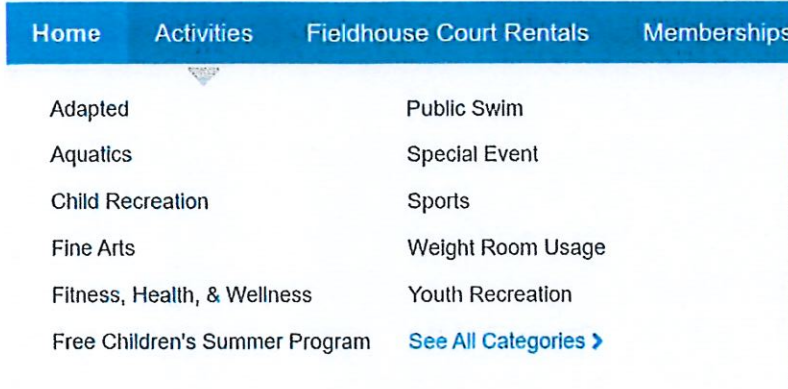 Home Activities Fieldhouse Court Rentals Memberships
Adapted
Aquatics
Child Recreation
Fine Arts
Fitness, Health, & Wellness
Free Children's Summer Program
Public Swim
Special Event
Sports
Weight Room Usage
Youth Recreation
See All Categories >